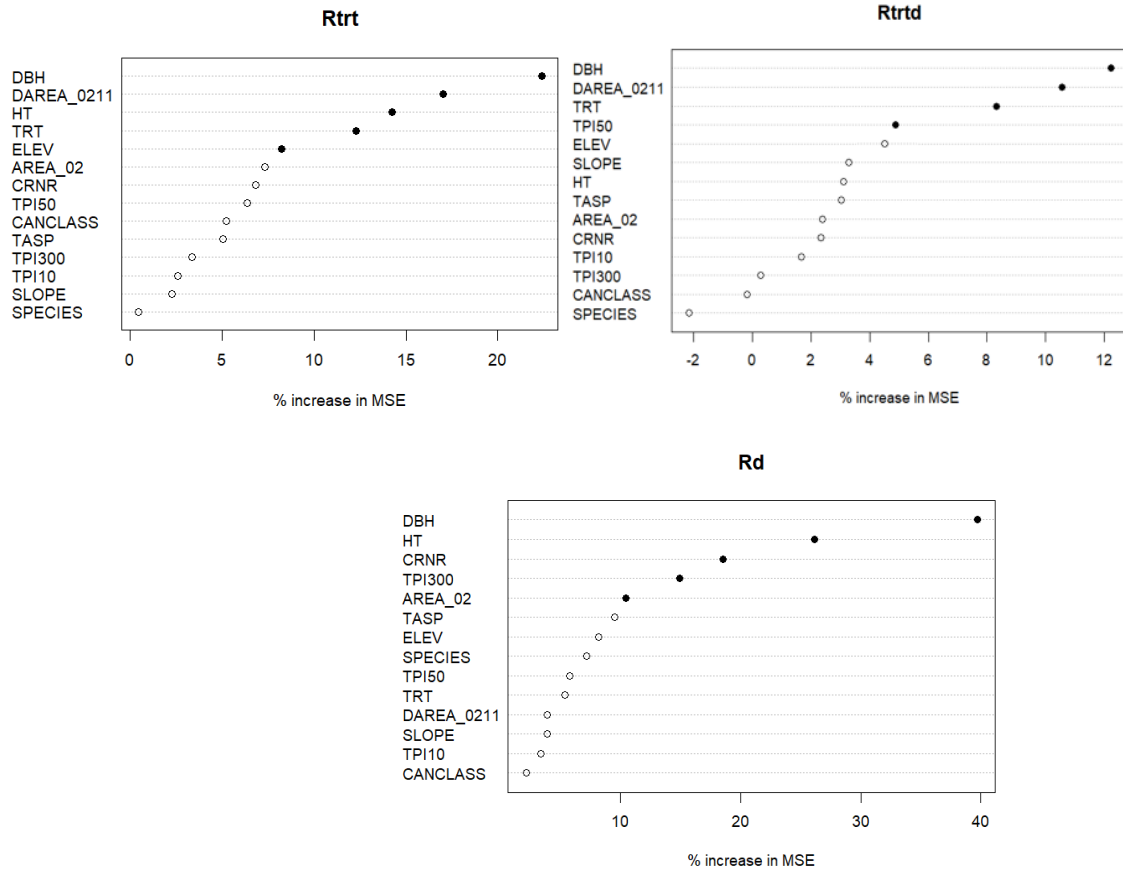 Rtrt
DBH
DAREA_0211
HT
TRT
ELEV
AREA_02
CRNR
TPI50
CANCLASS
TASP
TPI300
TPI10
SLOPE
SPECIES
0 5 10 15 20
% increase in MSE
Rtrtd
DBH
DAREA_0211
TRT
TPI50
ELEV
SLOPE
HT
TASP
AREA_02
CRNR
TPI10
TPI300
CANCLASS
SPECIES
-2 0 2 4 6 8 10 12
% increase in MSE
Rd
DBH
HT
CRNR
TPI300
AREA_02
TASP
ELEV
SPECIES
TPI50
TRT
DAREA_0211
SLOPE
TPI10
CANCLASS
10 20 30 40
% increase in MSE